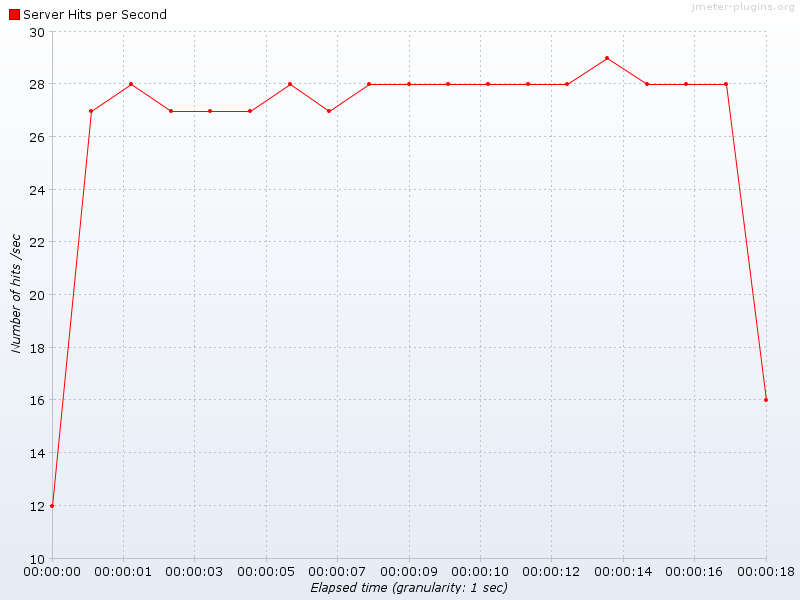 jmeter-plugins.org
Server Hits per Second
30
28
26
24
22
20
18
16
14
12
10
Number of hits /sec
00:00:00 00:00:01 00:00:03 00:00:05 00:00:07 00:00:09 00:00:10 00:00:12 00:00:14 00:00:16 00:00:18
Elapsed time (granularity: 1 sec)